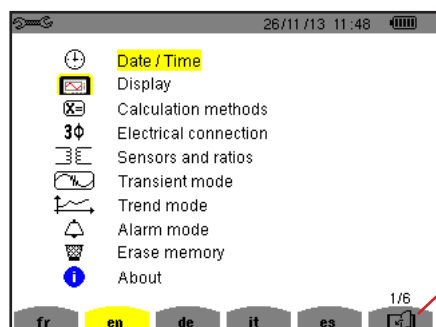 26/11/13 11:48
Date / Time
Display
X= Calculation methods
3Φ Electrical connection
Sensors and ratios
Transient mode
Trend mode
Alarm mode
Erase memory
i About
1/6
fr en de it es